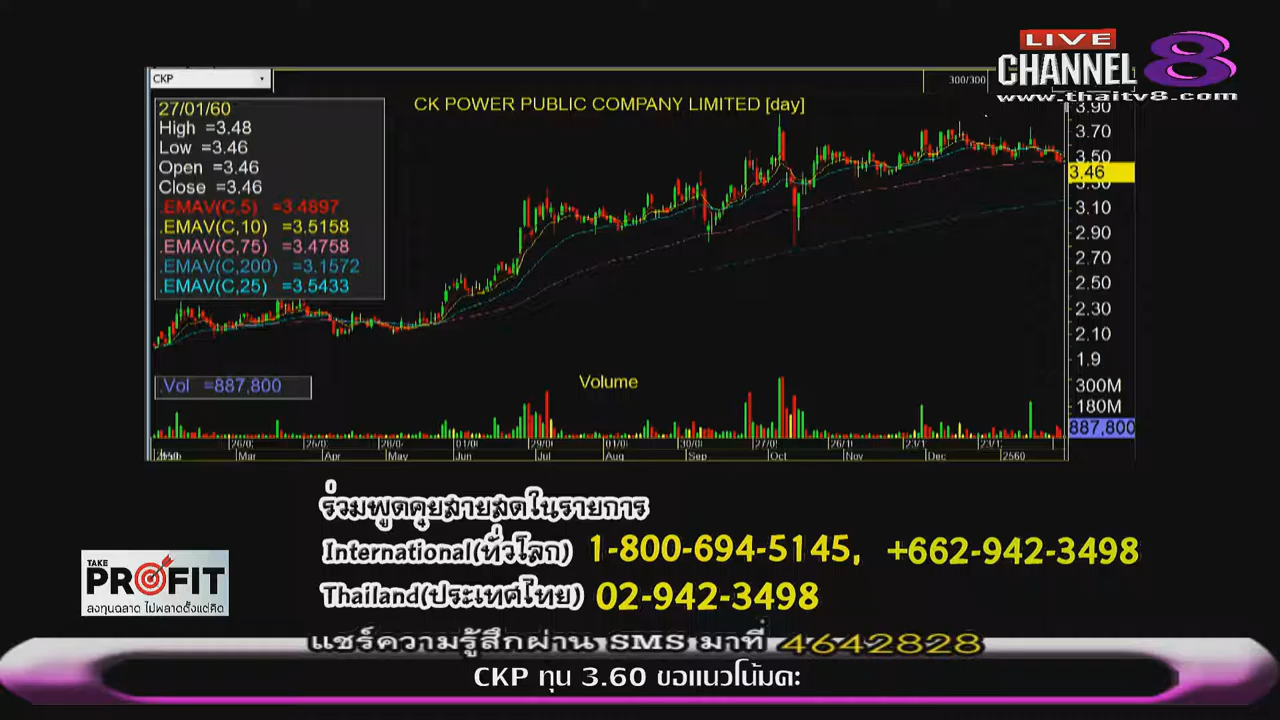 LIVE
CHANNEL 8
www.thaitv8.com
CKP
300/300
27/01/60
High =3.48
Low =3.46
Open =3.46
Close =3.46
.EMAV(C,5) =3.4897
.EMAV(C,10) =3.5158
.EMAV(C,75) =3.4758
.EMAV(C,200) =3.1572
.EMAV(C,25) =3.5433
CK POWER PUBLIC COMPANY LIMITED [day]
3.90
3.70
3.50
3.46
3.30
3.10
2.90
2.70
2.50
2.30
2.10
1.9
.Vol =887,800
Volume
300M
180M
887,800
Mar Apr May Jun Jul Aug Sep Oct Nov Dec 2560
ร่วมพูดคุยสายสดในรายการ
International(ทั่วโลก) 1-800-694-5145, +662-942-3498
Thailand(ประเทศไทย) 02-942-3498
TAKE
PROFIT
ลงทุนฉลาด ไม่พลาดตั้งแต่คิด
แชร์ความรู้สึกผ่าน SMS มาที่ 4642828
CKP ทุน 3.60 ขอแนวโน้มคะ